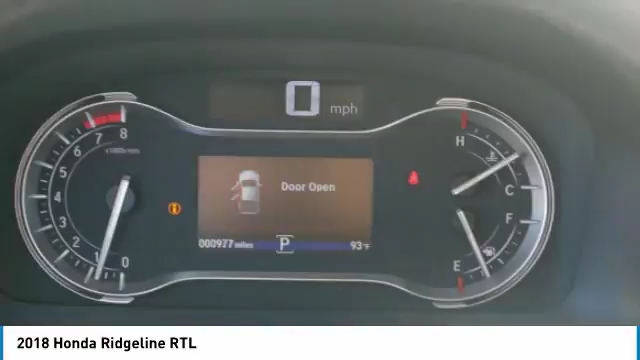 0 mph
8
7
6
5
4
3
2
1
0
x1000r/min
Door Open
000977 miles P 93°F
H
C
F
E
2018 Honda Ridgeline RTL